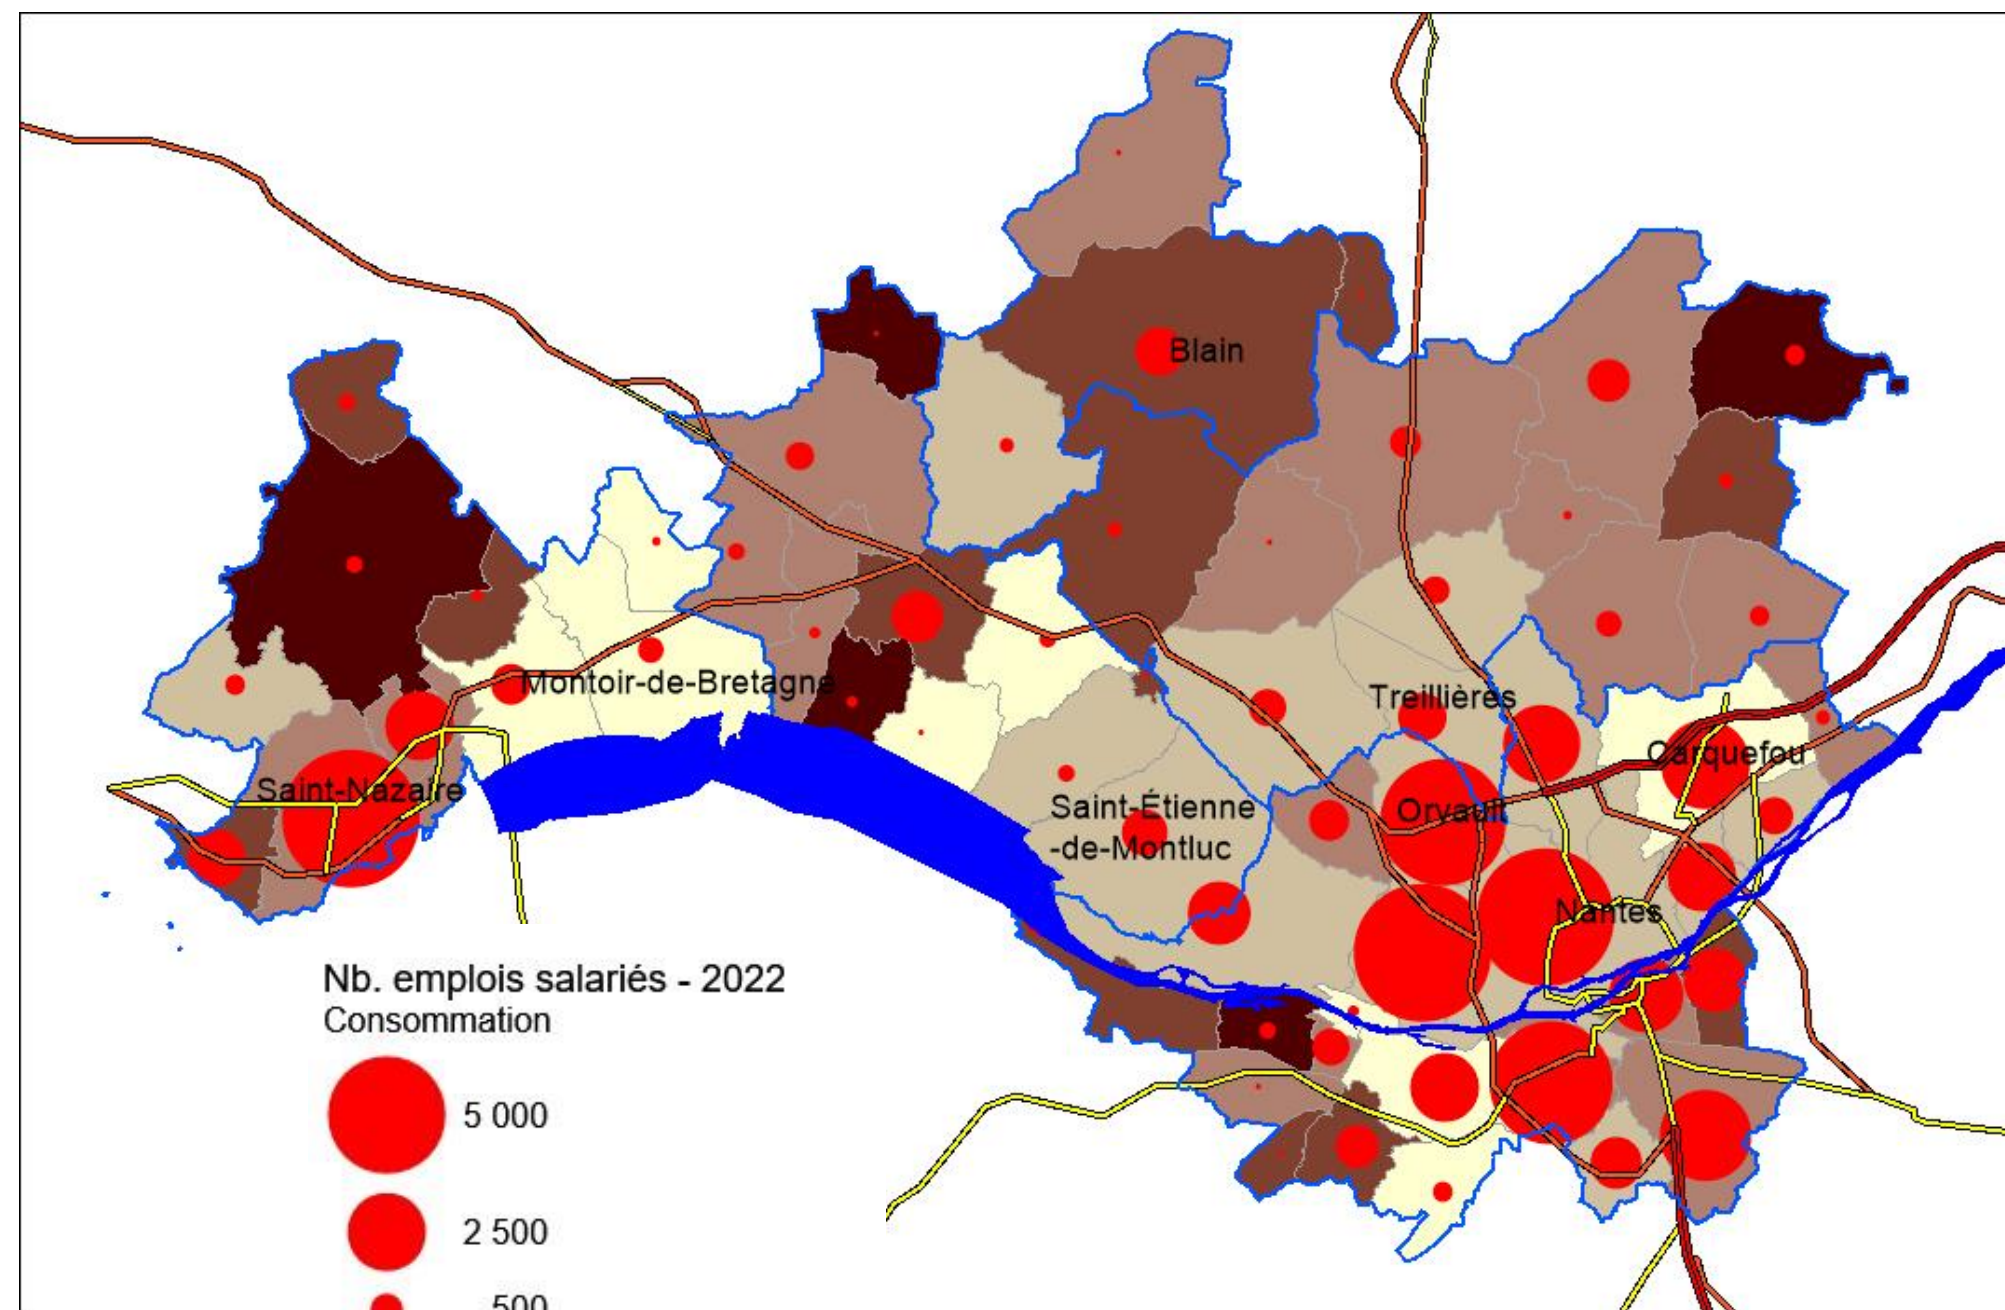 Blain
Montoir-de-Bretagne
Treillières
Carquefou
Saint-Nazaire
Saint-Étienne
-de-Montluc
Orvault
Nantes
Nb. emplois salariés - 2022
Consommation
5 000
2 500
500